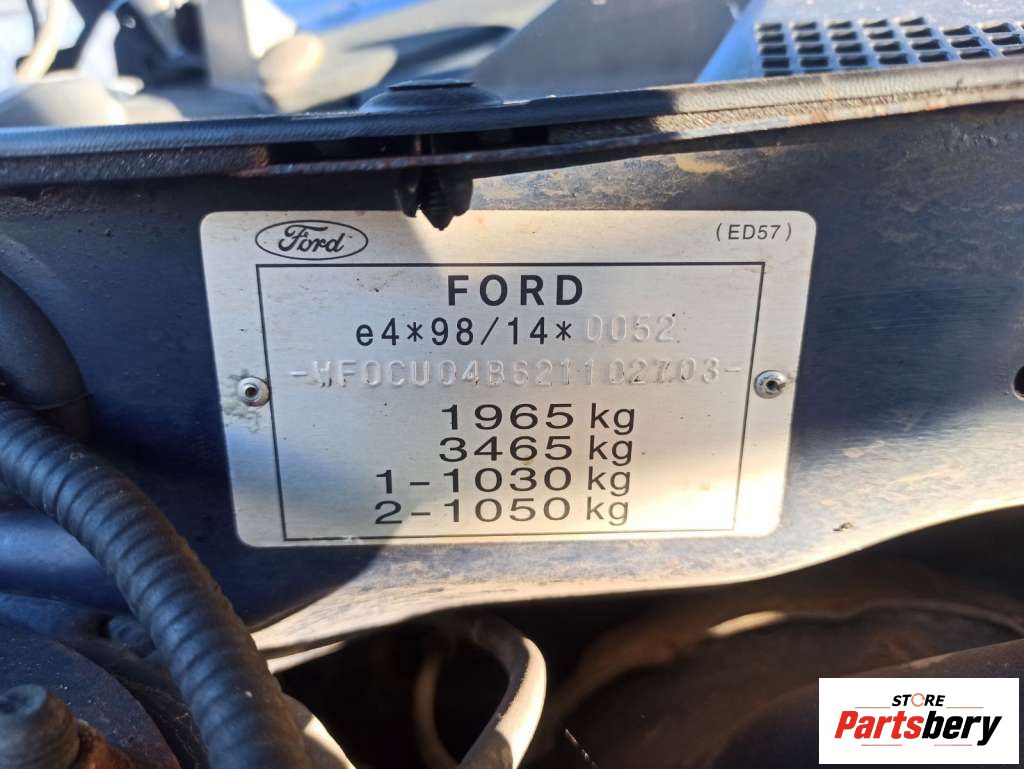 Ford
(ED57)
FORD
e4*98/14*0052
-WF0CU04B621102703-
1965 kg
3465 kg
1-1030 kg
2-1050 kg
STORE
Partsbery